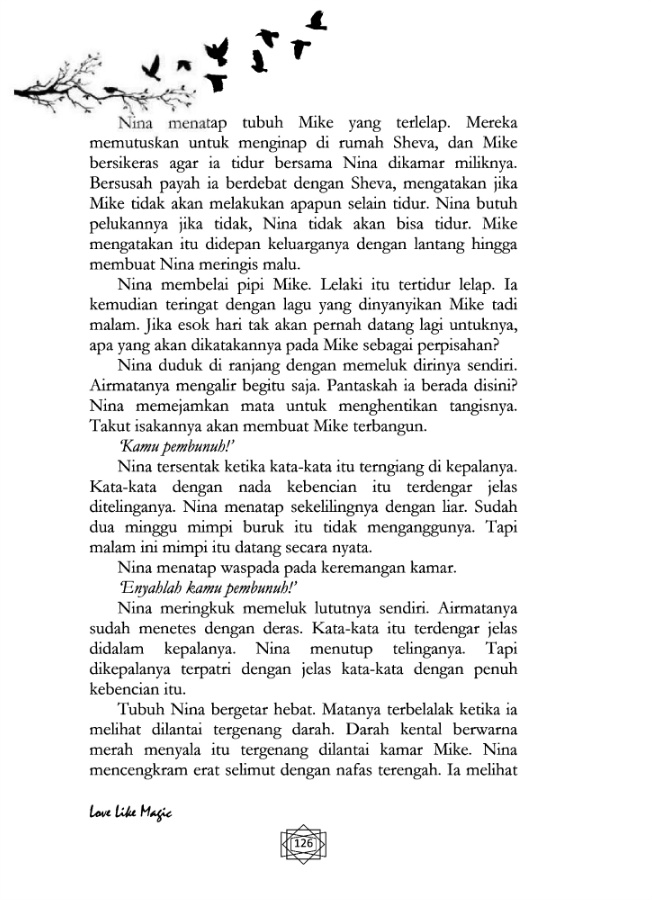 Nina menatap tubuh Mike yang terlelap. Mereka
memutuskan untuk menginap di rumah Sheva, dan Mike
bersikeras agar ia tidur bersama Nina dikamar miliknya.
Bersusah payah ia berdebat dengan Sheva, mengatakan jika
Mike tidak akan melakukan apapun selain tidur. Nina butuh
pelukannya jika tidak, Nina tidak akan bisa tidur. Mike
mengatakan itu didepan keluarganya dengan lantang hingga
membuat Nina meringis malu.
Nina membelai pipi Mike. Lelaki itu tertidur lelap. Ia
kemudian teringat dengan lagu yang dinyanyikan Mike tadi
malam. Jika esok hari tak akan pernah datang lagi untuknya,
apa yang akan dikatakannya pada Mike sebagai perpisahan?
Nina duduk di ranjang dengan memeluk dirinya sendiri.
Airmatanya mengalir begitu saja. Pantaskah ia berada disini?
Nina memejamkan mata untuk menghentikan tangisnya.
Takut isakannya akan membuat Mike terbangun.
‘Kamu pembunuh!’
Nina tersentak ketika kata-kata itu terngiang di kepalanya.
Kata-kata dengan nada kebencian itu terdengar jelas
ditelinganya. Nina menatap sekelilingnya dengan liar. Sudah
dua minggu mimpi buruk itu tidak menganggunya. Tapi
malam ini mimpi itu datang secara nyata.
Nina menatap waspada pada keremangan kamar.
‘Enyahlah kamu pembunuh!’
Nina meringkuk memeluk lututnya sendiri. Airmatanya
sudah menetes dengan deras. Kata-kata itu terdengar jelas
didalam kepalanya. Nina menutup telinganya. Tapi
dikepalanya terpatri dengan jelas kata-kata dengan penuh
kebencian itu.
Tubuh Nina bergetar hebat. Matanya terbelalak ketika ia
melihat dilantai tergenang darah. Darah kental berwarna
merah menyala itu tergenang dilantai kamar Mike. Nina
mencengkram erat selimut dengan nafas terengah. Ia melihat
Love Like Magic
126